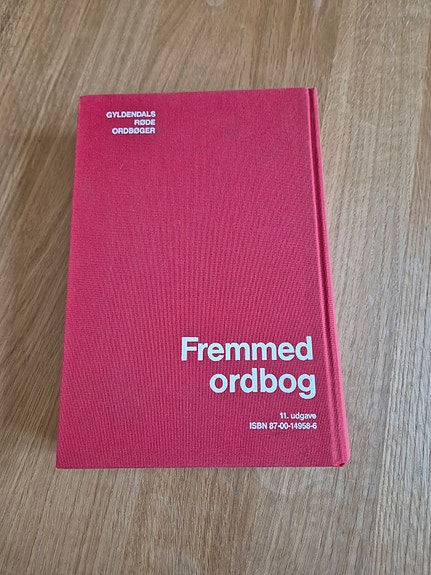 GYLDENDALS
RØDE
ORDBØGER
Fremmed
ordbog
11. udgave
ISBN 87-00-14958-6